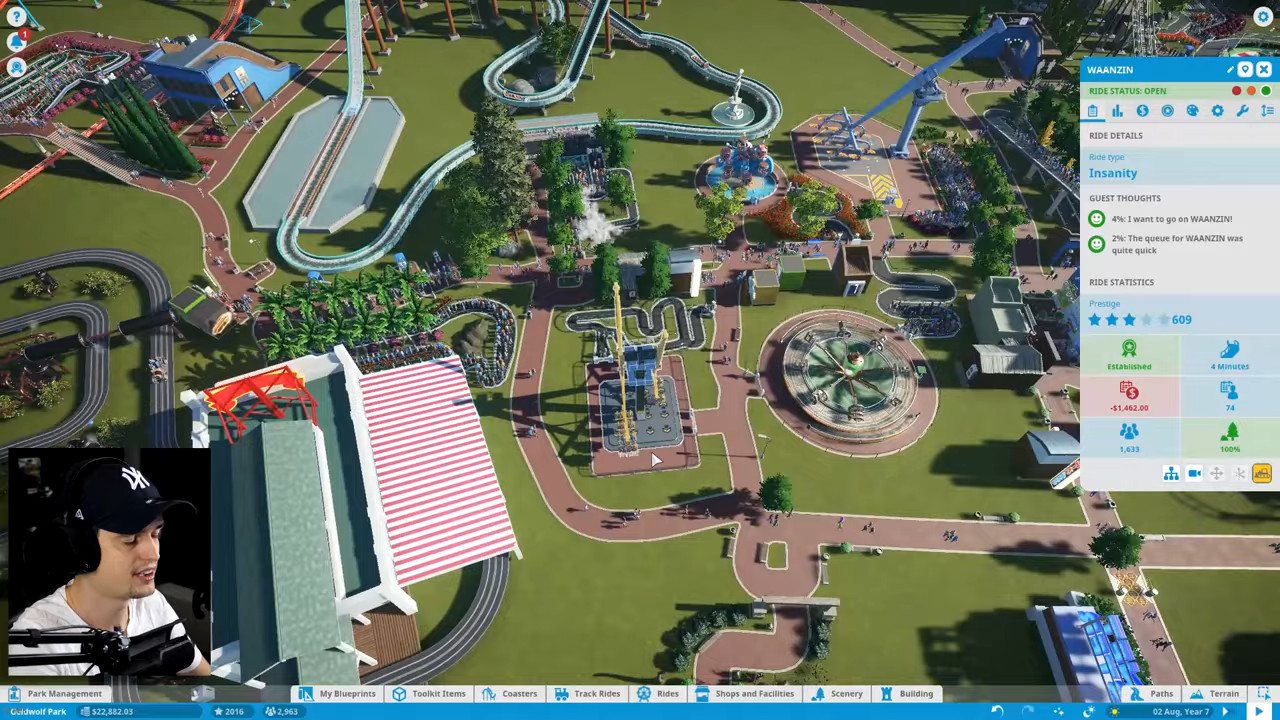 ?
1
WAANZIN
RIDE STATUS: OPEN
RIDE DETAILS
Ride type
Insanity
GUEST THOUGHTS
4%: I want to go on WAANZIN!
2%: The queue for WAANZIN was
quite quick
RIDE STATISTICS
Prestige
609
Established
4 Minutes
-$1,462.00
74
1,633
100%
Park Management
My Blueprints
Toolkit Items
Coasters
Track Rides
Rides
Shops and Facilities
Scenery
Building
Paths
Terrain
$22,882.03
2016
2,963
02 Aug, Year 7